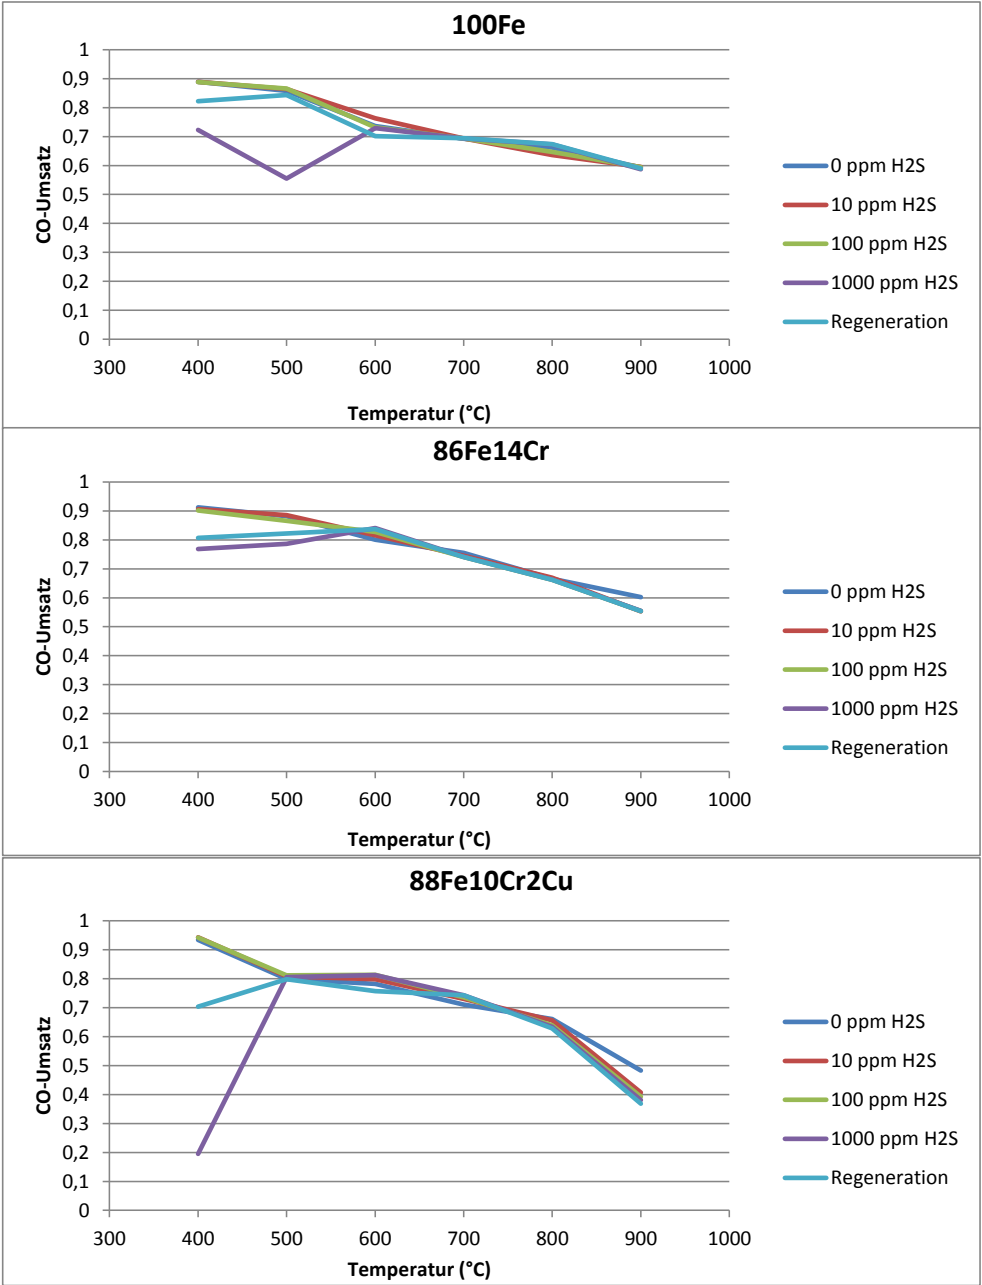 100Fe
1
0,9
0,8
0,7
0,6
0,5
0,4
0,3
0,2
0,1
0
CO-Umsatz
300 400 500 600 700 800 900 1000
Temperatur (°C)
0 ppm H2S
10 ppm H2S
100 ppm H2S
1000 ppm H2S
Regeneration
86Fe14Cr
1
0,9
0,8
0,7
0,6
0,5
0,4
0,3
0,2
0,1
0
CO-Umsatz
300 400 500 600 700 800 900 1000
Temperatur (°C)
0 ppm H2S
10 ppm H2S
100 ppm H2S
1000 ppm H2S
Regeneration
88Fe10Cr2Cu
1
0,9
0,8
0,7
0,6
0,5
0,4
0,3
0,2
0,1
0
CO-Umsatz
300 400 500 600 700 800 900 1000
Temperatur (°C)
0 ppm H2S
10 ppm H2S
100 ppm H2S
1000 ppm H2S
Regeneration